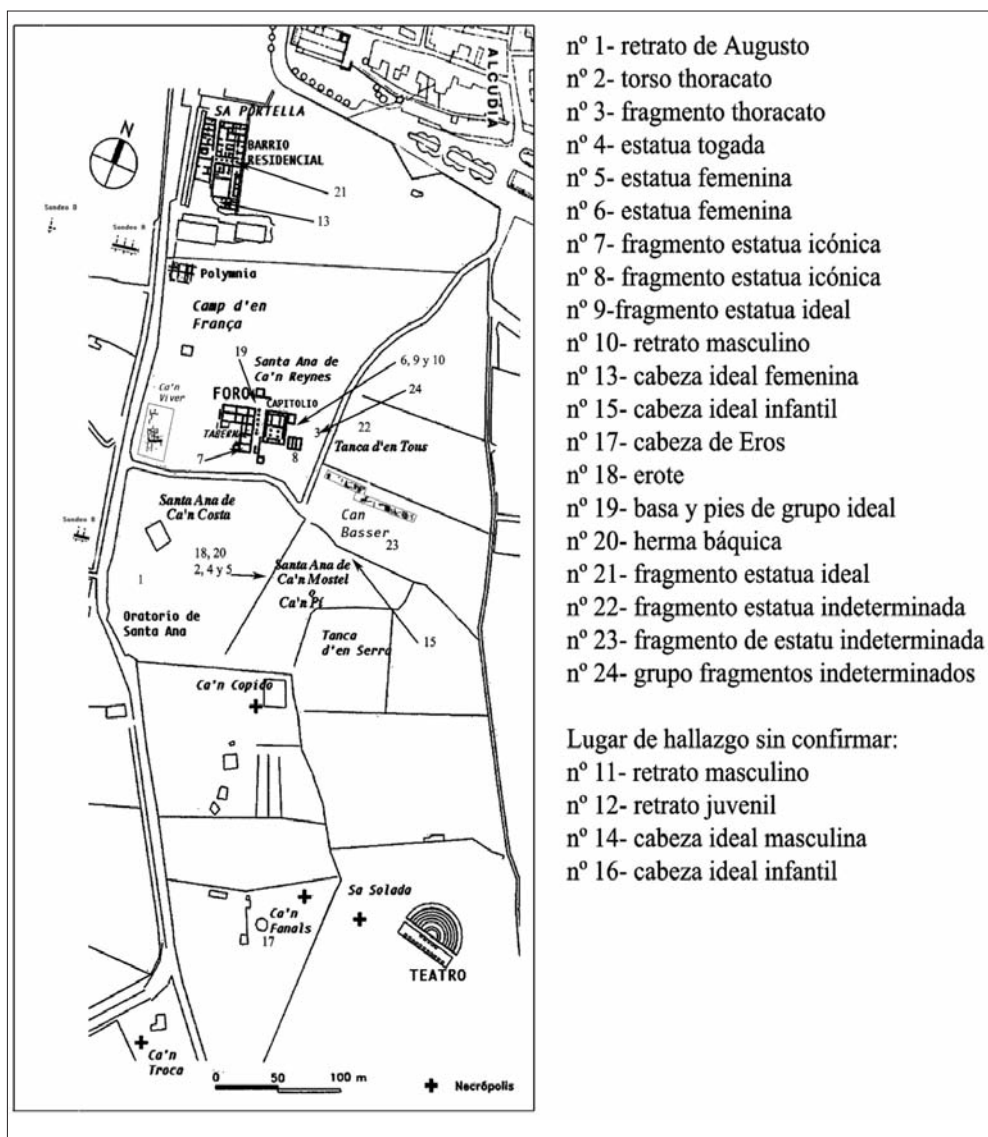 ALCUDIA
SA PORTELLA
N
BARRIO
RESIDENCIAL
21
Sondeo D
Sondeo A
13
Polymnia
Camp d'en
França
19
Santa Ana de
Ca'n Reynes
6, 9 y 10
24
Ca'n
Viver
FORO
CAPITOLIO
22
3
TABERNAE
Tanca d'en Tous
7
8
Santa Ana de
Ca'n Costa
Can
Basser
23
18, 20
2, 4 y 5
Santa Ana de
Ca'n Mostel
o
Ca'n Pí
1
Oratorio de
Santa Ana
Tanca
d'en Serra
15
Ca'n Copido
Sa Solada
Ca'n
Fanals
17
TEATRO
Ca'n
Troca
0 50 100 m
Necrópolis
nº 1- retrato de Augusto
nº 2- torso thoracato
nº 3- fragmento thoracato
nº 4- estatua togada
nº 5- estatua femenina
nº 6- estatua femenina
nº 7- fragmento estatua icónica
nº 8- fragmento estatua icónica
nº 9-fragmento estatua ideal
nº 10- retrato masculino
nº 13- cabeza ideal femenina
nº 15- cabeza ideal infantil
nº 17- cabeza de Eros
nº 18- erote
nº 19- basa y pies de grupo ideal
nº 20- herma báquica
nº 21- fragmento estatua ideal
nº 22- fragmento estatua indeterminada
nº 23- fragmento de estatu indeterminada
nº 24- grupo fragmentos indeterminados
Lugar de hallazgo sin confirmar:
nº 11- retrato masculino
nº 12- retrato juvenil
nº 14- cabeza ideal masculina
nº 16- cabeza ideal infantil